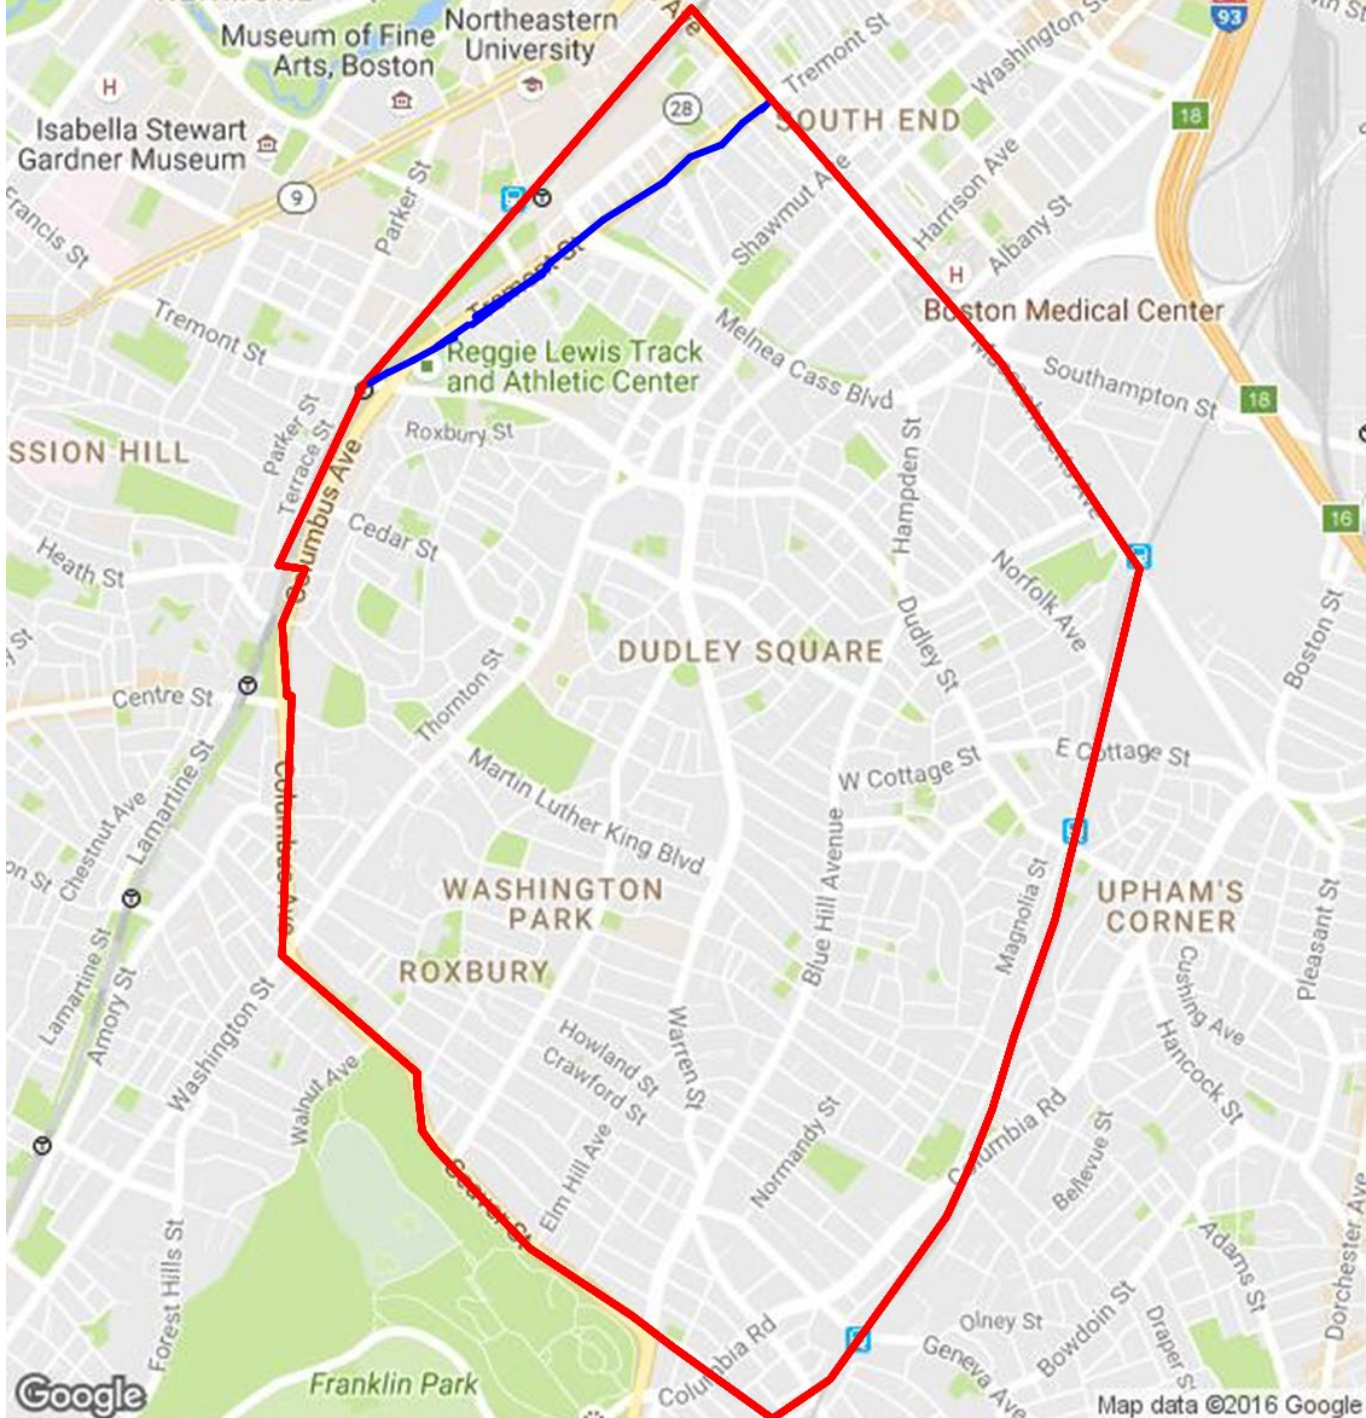 Museum of Fine
Arts, Boston
Northeastern
University
Tremont St
Washington St
93
H
28
SOUTH END
18
Isabella Stewart
Gardner Museum
9
Parker St
Shawmut Ave
Harrison Ave
Albany St
H
Francis St
Tremont St
Boston Medical Center
Tremont St
Melnea Cass Blvd
Massachusetts Ave
Southampton St
18
Reggie Lewis Track
and Athletic Center
Parker St
Terrace St
Roxbury St
SSION HILL
Columbus Ave
Cedar St
Hampden St
16
Heath St
Norfolk Ave
Dudley St
DUDLEY SQUARE
Boston St
Centre St
Thornton St
Lamartine St
Columbus Ave
Martin Luther King Blvd
W Cottage St
E Cottage St
Chestnut Ave
on St
Blue Hill Avenue
Magnolia St
WASHINGTON
PARK
UPHAM'S
CORNER
Pleasant St
ROXBURY
Lamartine St
Amory St
Washington St
Cushing Ave
Hancock St
Warren St
Howland St
Crawford St
Walnut Ave
Normandy St
Columbia Rd
Bellevue St
Elm Hill Ave
Seaver St
Forest Hills St
Adams St
Dorchester Ave
Columbia Rd
Olney St
Geneva Ave
Bowdoin St
Draper St
Franklin Park
Google
Map data ©2016 Google